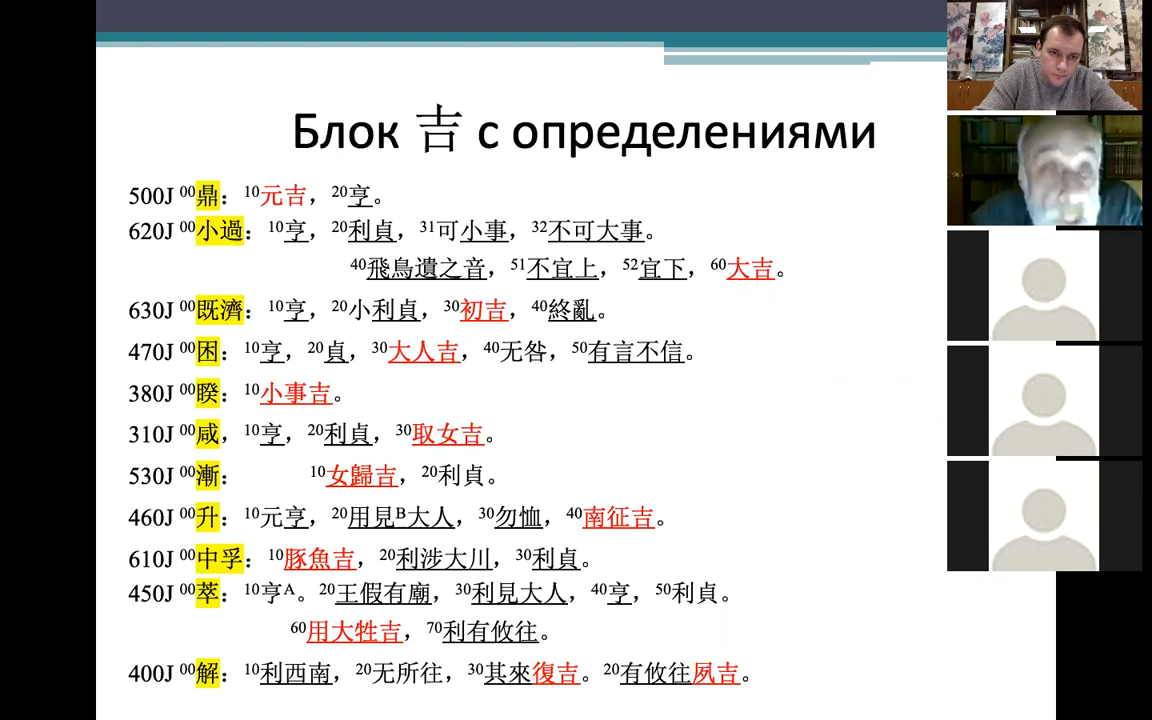 Блок 吉 с определениями
500J ⁰⁰鼎：¹⁰元吉，²⁰亨。
620J ⁰⁰小過：¹⁰亨，²⁰利貞，³¹可小事，³²不可大事。
⁴⁰飛鳥遺之音，⁵¹不宜上，⁵²宜下，⁶⁰大吉。
630J ⁰⁰既濟：¹⁰亨，²⁰小利貞，³⁰初吉，⁴⁰終亂。
470J ⁰⁰困：¹⁰亨，²⁰貞，³⁰大人吉，⁴⁰无咎，⁵⁰有言不信。
380J ⁰⁰睽：¹⁰小事吉。
310J ⁰⁰咸，¹⁰亨，²⁰利貞，³⁰取女吉。
530J ⁰⁰漸： ¹⁰女歸吉，²⁰利貞。
460J ⁰⁰升：¹⁰元亨，²⁰用見ᴮ大人，³⁰勿恤，⁴⁰南征吉。
610J ⁰⁰中孚：¹⁰豚魚吉，²⁰利涉大川，³⁰利貞。
450J ⁰⁰萃：¹⁰亨ᴬ。²⁰王假有廟，³⁰利見大人，⁴⁰亨，⁵⁰利貞。
⁶⁰用大牲吉，⁷⁰利有攸往。
400J ⁰⁰解：¹⁰利西南，²⁰无所往，³⁰其來復吉。²⁰有攸往夙吉。